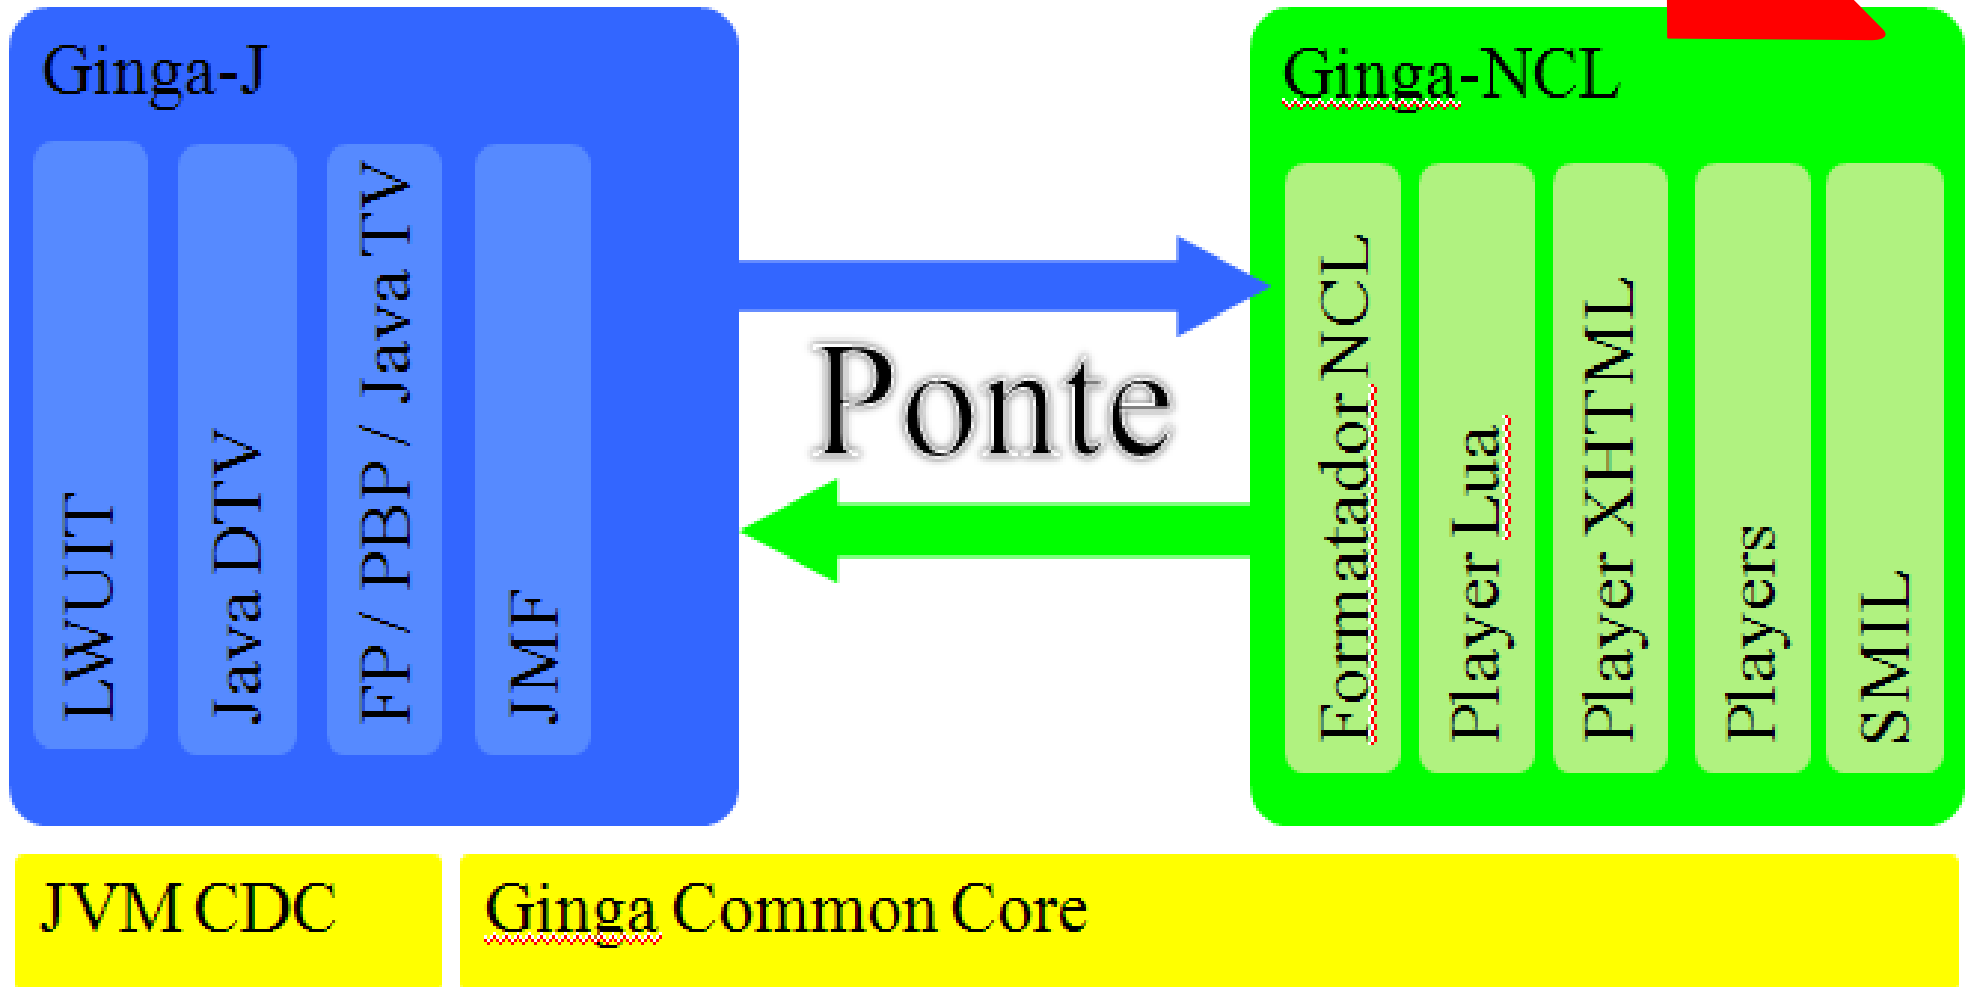 Ginga-J
LWUIT
Java DTV
FP / PBP / Java TV
JMF
Ponte
Ginga-NCL
Formatador NCL
Player Lua
Player XHTML
Players
SMIL
JVM CDC
Ginga Common Core